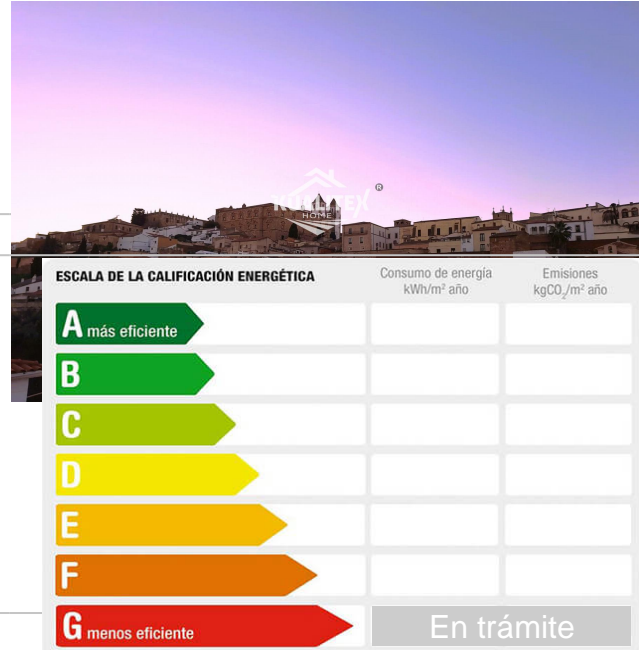 HOME
®
ESCALA DE LA CALIFICACIÓN ENERGÉTICA
Consumo de energía
kWh/m² año
Emisiones
kgCO₂/m² año
A más eficiente
B
C
D
E
F
G menos eficiente
En trámite